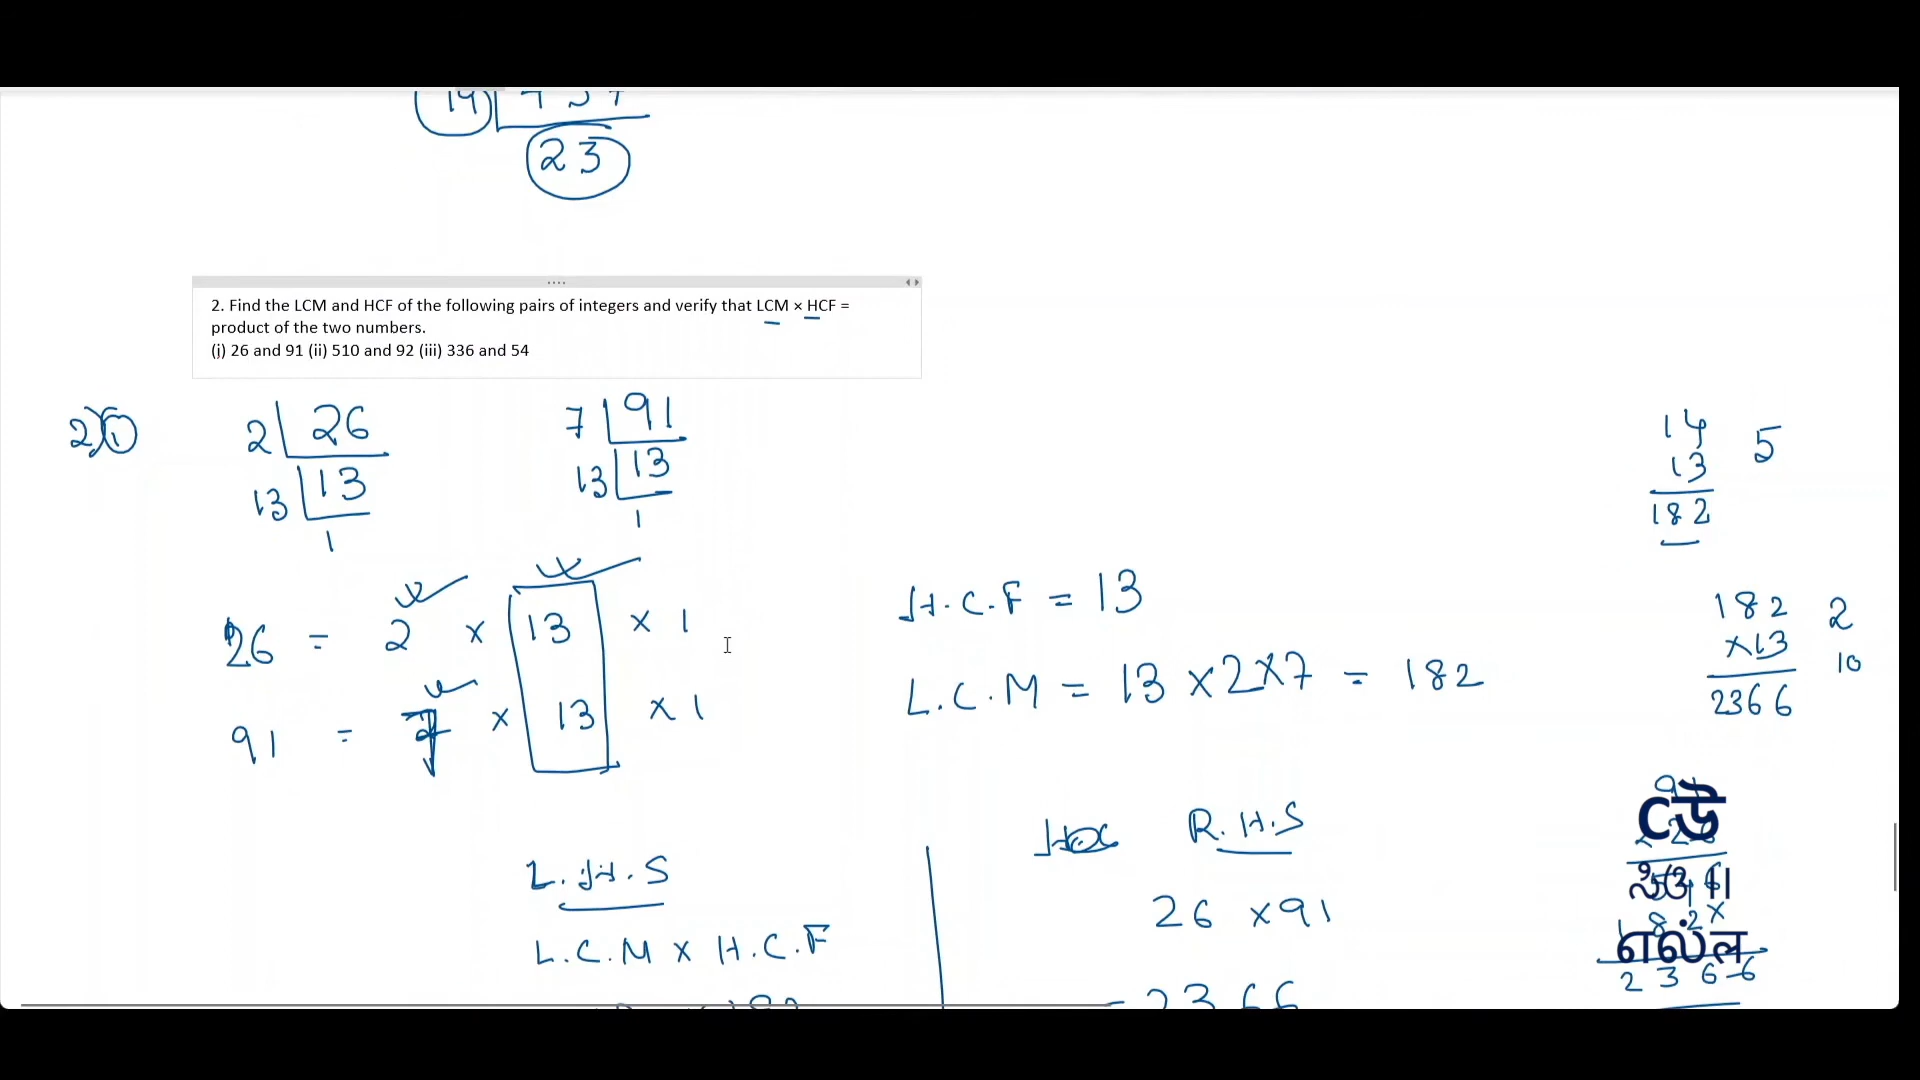 23
2. Find the LCM and HCF of the following pairs of integers and verify that LCM × HCF =
product of the two numbers.
(i) 26 and 91 (ii) 510 and 92 (iii) 336 and 54
2) i
2 26
13 13
1
7 91
13 13
1
26 = 2 × 13 × 1
91 = 7 × 13 × 1
H.C.F = 13
L.C.M = 13 × 2 × 7 = 182
14 5
13
182
182 2
×13 10
2366
L.H.S
L.C.M × H.C.F
R.H.S
26 × 91
= 2366
182×
2366